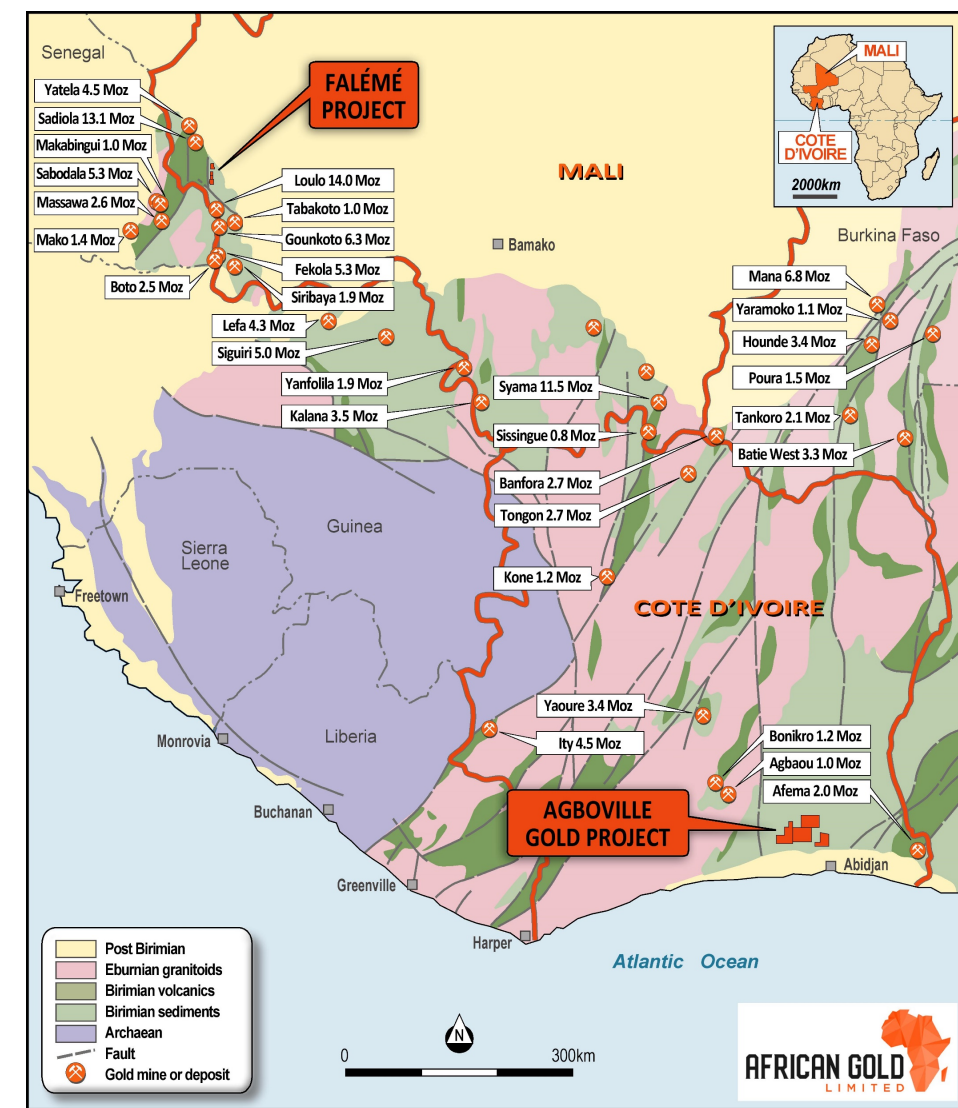 Senegal
Yatela 4.5 Moz
Sadiola 13.1 Moz
Makabingui 1.0 Moz
Sabodala 5.3 Moz
Massawa 2.6 Moz
Mako 1.4 Moz
Boto 2.5 Moz
FALÉMÉ
PROJECT
Loulo 14.0 Moz
Tabakoto 1.0 Moz
Gounkoto 6.3 Moz
Fekola 5.3 Moz
Siribaya 1.9 Moz
MALI
Bamako
MALI
COTE
D'IVOIRE
2000km
Burkina Faso
Mana 6.8 Moz
Yaramoko 1.1 Moz
Hounde 3.4 Moz
Poura 1.5 Moz
Tankoro 2.1 Moz
Batie West 3.3 Moz
Lefa 4.3 Moz
Siguiri 5.0 Moz
Yanfolila 1.9 Moz
Kalana 3.5 Moz
Syama 11.5 Moz
Sissingue 0.8 Moz
Banfora 2.7 Moz
Tongon 2.7 Moz
Kone 1.2 Moz
Guinea
Sierra
Leone
Freetown
COTE D'IVOIRE
Yaoure 3.4 Moz
Ity 4.5 Moz
Liberia
Monrovia
Bonikro 1.2 Moz
Agbaou 1.0 Moz
Afema 2.0 Moz
Buchanan
AGBOVILLE
GOLD PROJECT
Abidjan
Greenville
Harper
Atlantic Ocean
Post Birimian
Eburnian granitoids
Birimian volcanics
Birimian sediments
Archaean
Fault
Gold mine or deposit
N
0 300km
AFRICAN GOLD
LIMITED